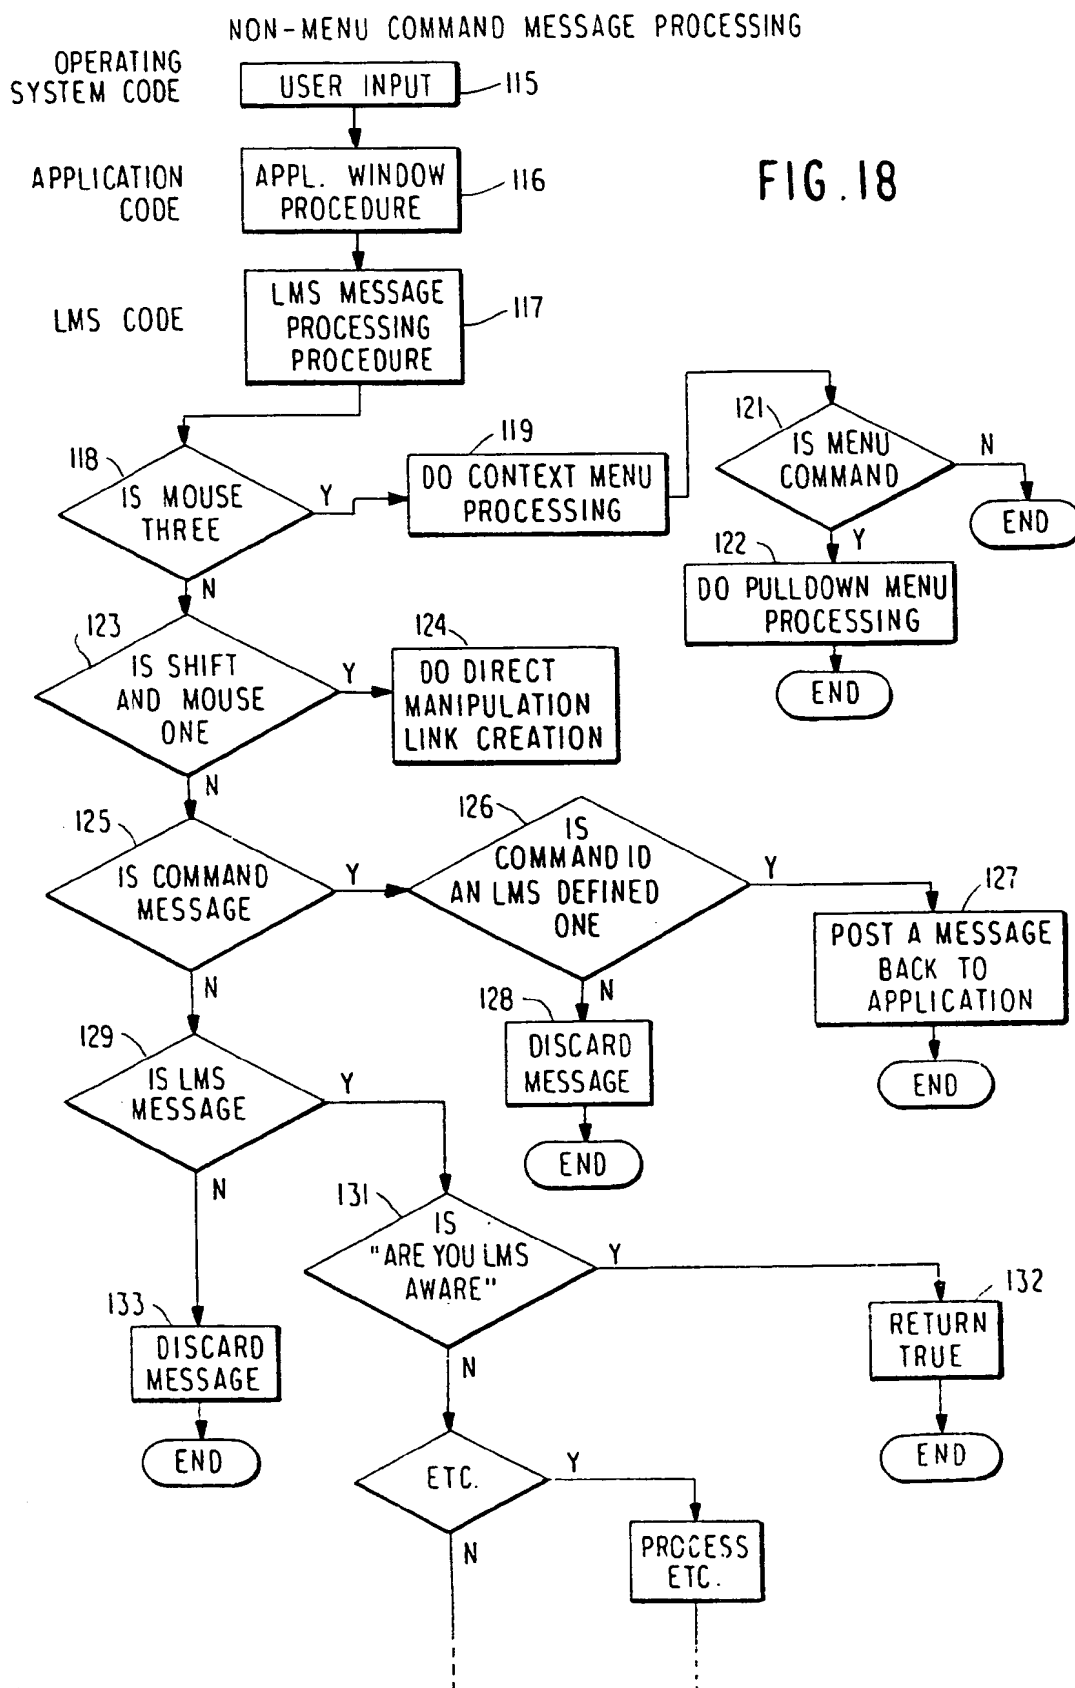 NON-MENU COMMAND MESSAGE PROCESSING
OPERATING
SYSTEM CODE
USER INPUT
115
APPLICATION
CODE
APPL. WINDOW
PROCEDURE
116
FIG.18
LMS CODE
LMS MESSAGE
PROCESSING
PROCEDURE
117
118
IS MOUSE
THREE
Y
N
119
DO CONTEXT MENU
PROCESSING
121
IS MENU
COMMAND
N
END
Y
122
DO PULLDOWN MENU
PROCESSING
END
123
IS SHIFT
AND MOUSE
ONE
Y
N
124
DO DIRECT
MANIPULATION
LINK CREATION
125
IS COMMAND
MESSAGE
Y
N
126
IS
COMMAND ID
AN LMS DEFINED
ONE
Y
N
127
POST A MESSAGE
BACK TO
APPLICATION
END
128
DISCARD
MESSAGE
END
129
IS LMS
MESSAGE
Y
N
131
IS
"ARE YOU LMS
AWARE"
Y
N
132
RETURN
TRUE
END
133
DISCARD
MESSAGE
END
ETC.
Y
N
PROCESS
ETC.